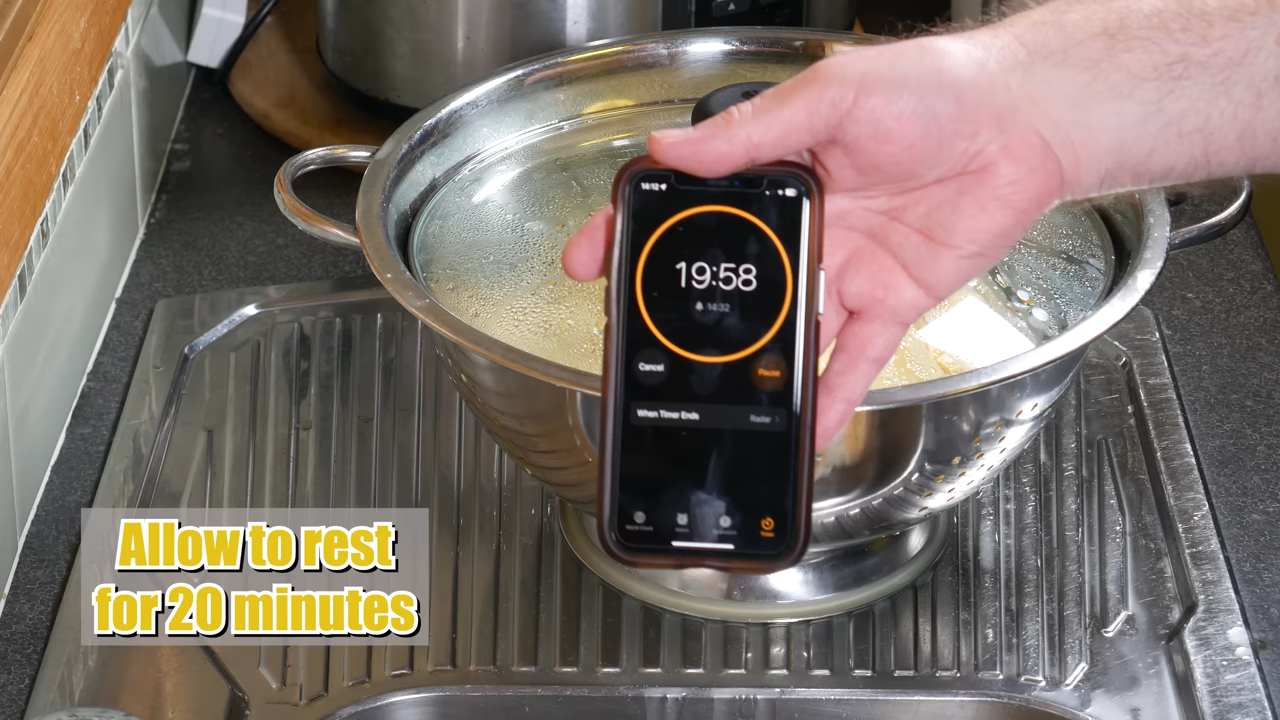 14:12
19:58
14:32
Cancel
Pause
When Timer Ends
Radar >
Allow to rest
for 20 minutes